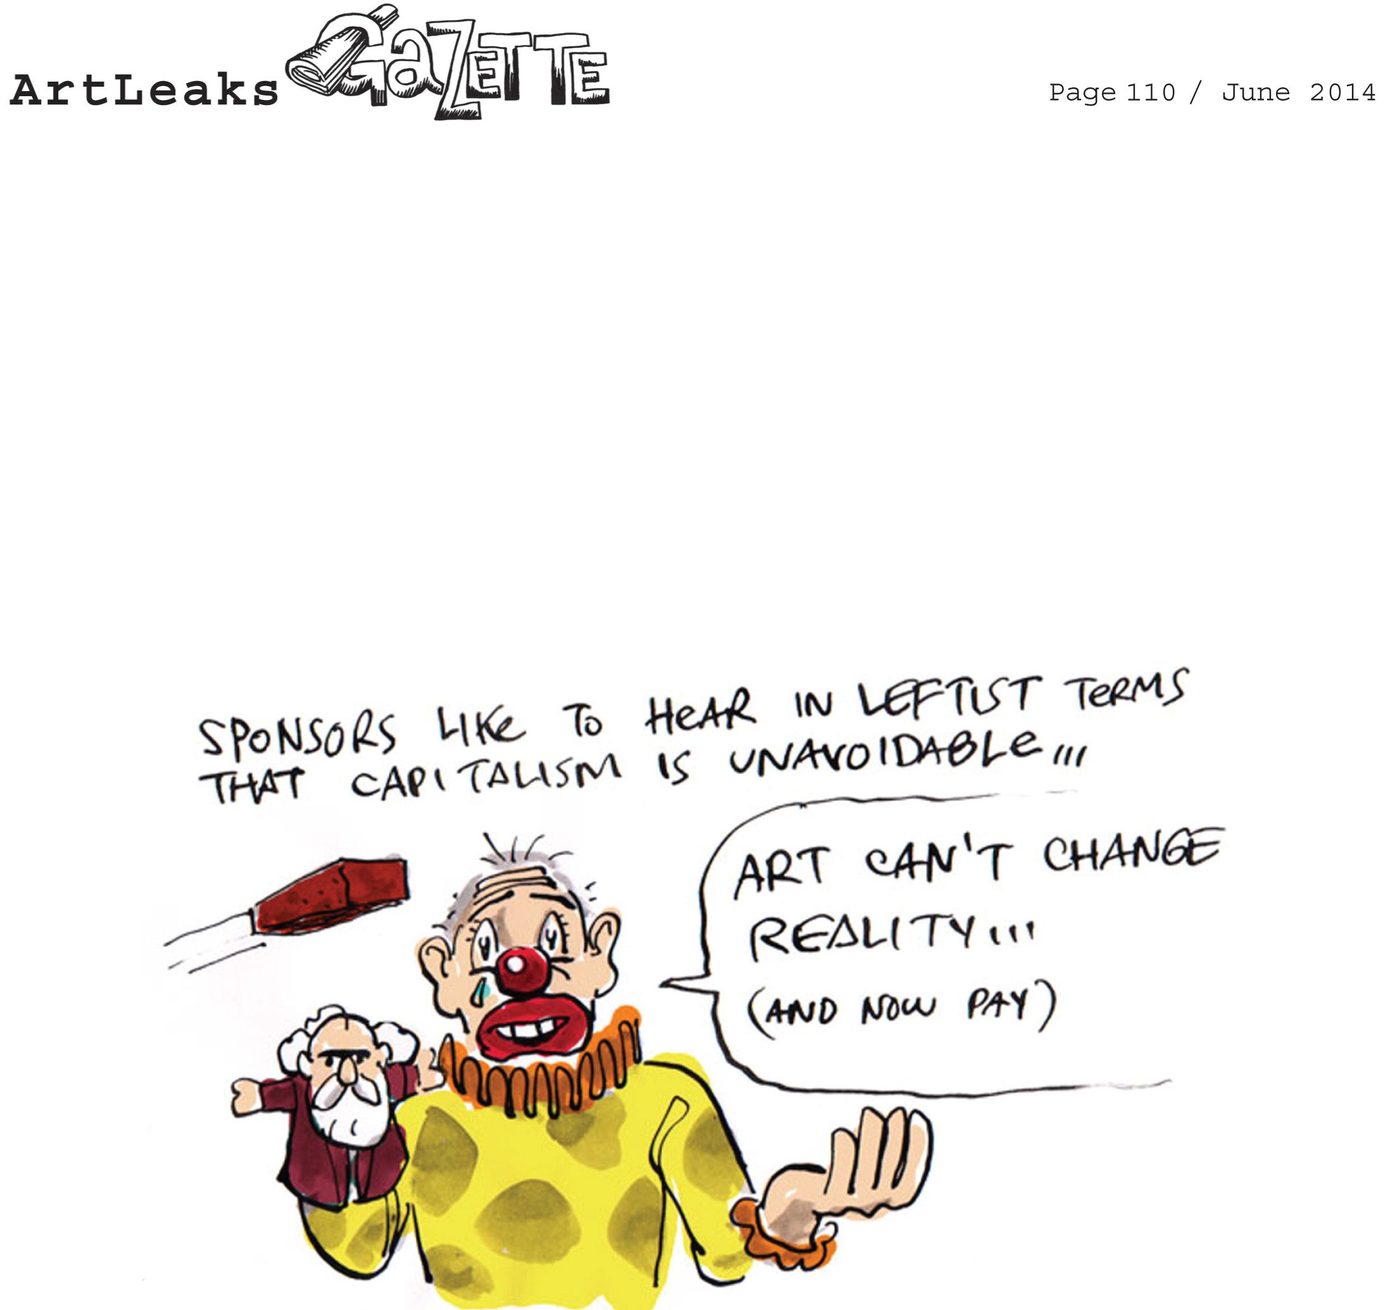 ArtLeaks GaZETTE
Page 110 / June 2014
SPONSORS LIKe To HeAR IN LEFTIST TeRMS
THAT CAPITALISM IS UNAVOIDABLe...
ART CAN'T CHANGE
REALITY...
(AND NOW PAY)